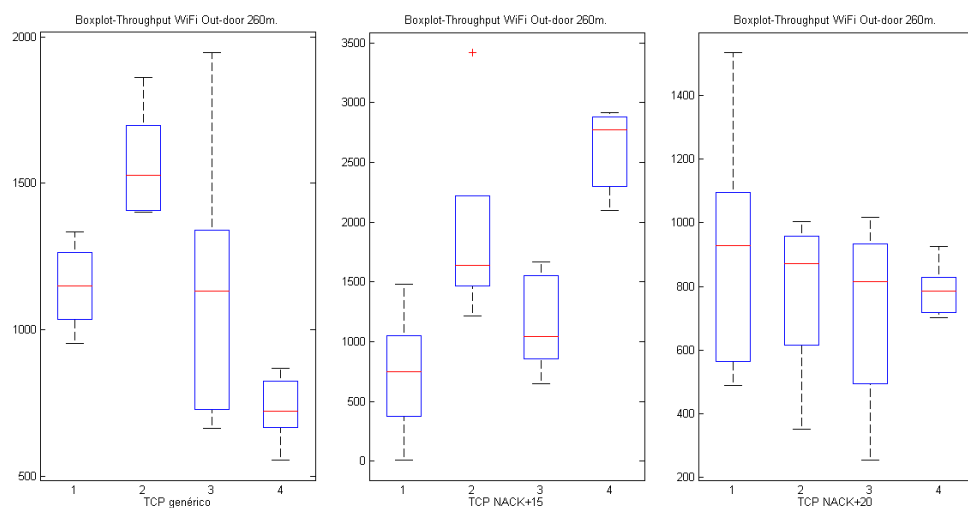 Boxplot-Throughput WiFi Out-door 260m.
2000
1500
1000
500
1 2 3 4
TCP genérico
Boxplot-Throughput WiFi Out-door 260m.
3500
3000
2500
2000
1500
1000
500
0
1 2 3 4
TCP NACK+15
Boxplot-Throughput WiFi Out-door 260m.
1400
1200
1000
800
600
400
200
1 2 3 4
TCP NACK+20